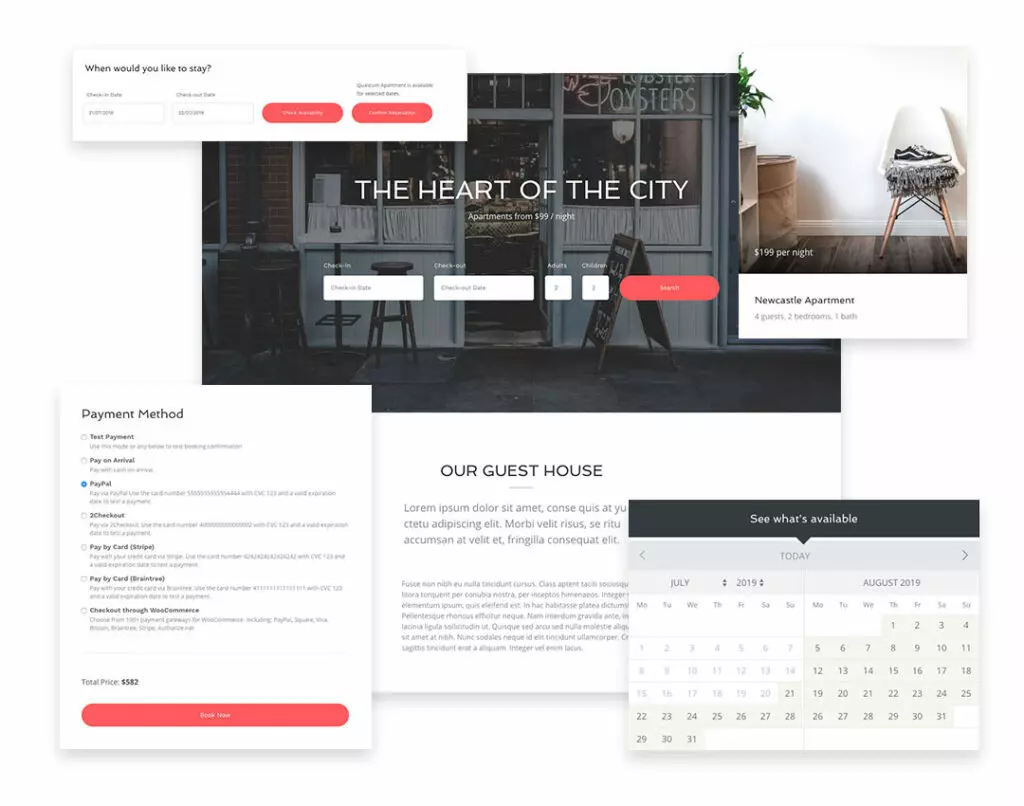 When would you like to stay?
Quantum Apartment is available
for selected dates.
Check-in Date
Check-out Date
21/07/2019
Check Availability
Confirm Reservation
LOBSTER
OYSTERS
THE HEART OF THE CITY
Apartments from $99 / night
Check-in
Check-out
Adults
Children
Check-in Date
Check-out Date
2
2
Search
$199 per night
Newcastle Apartment
4 guests, 2 bedrooms, 1 bath
Payment Method
Test Payment
Use this mode or any below to test booking confirmation
Pay on Arrival
Pay with cash on arrival.
PayPal
Pay via PayPal Use the card number with CVC 123 and a valid expiration
date to test a payment.
2Checkout
Pay via 2Checkout. Use the card number with CVC 123 and a valid expiration
date to test a payment.
Pay by Card (Stripe)
Pay with your credit card via Stripe. Use the card number with CVC 123 and
a valid expiration date to test a payment.
Pay by Card (Braintree)
Pay with your credit card via Braintree. Use the card number with CVC 123
and a valid expiration date to test a payment.
Checkout through WooCommerce
Choose from 100+ payment gateways for WooCommerce. Including: PayPal, Square, Visa,
Bitcoin, Braintree, Stripe, Authorize.net
Total Price: $582
Book Now
OUR GUEST HOUSE
Lorem ipsum dolor sit amet, conse quis at yu
ctetu adipiscing elit. Morbi velit risus, se ritu
accumsan at velit et, fringilla consequat elit.
Fusce non nibh eu nulla tincidunt cursus. Class aptent taciti sociosqu
litora torquent per conubia nostra, per inceptos himenaeos. Integer
elementum ipsum, quis eleifend est. In hac habitasse platea dictums
Pellentesque rhoncus efficitur neque. Nam interdum gravida ante, in
lacinia ligula sollicitudin ut. Quisque sed arcu sed nulla molestie aliqu
sit amet at nibh. Nunc sodales neque id elit tincidunt ullamcorper. Cr
sagittis tincidunt erat a aliquam. Integer vel enim lacus.
See what's available
TODAY
JULY 2019
Mo Tu We Th Fr Sa Su
1 2 3 4 5 6 7
8 9 10 11 12 13 14
15 16 17 18 19 20 21
22 23 24 25 26 27 28
29 30 31
AUGUST 2019
Mo Tu We Th Fr Sa Su
1 2 3 4
5 6 7 8 9 10 11
12 13 14 15 16 17 18
19 20 21 22 23 24 25
26 27 28 29 30 31